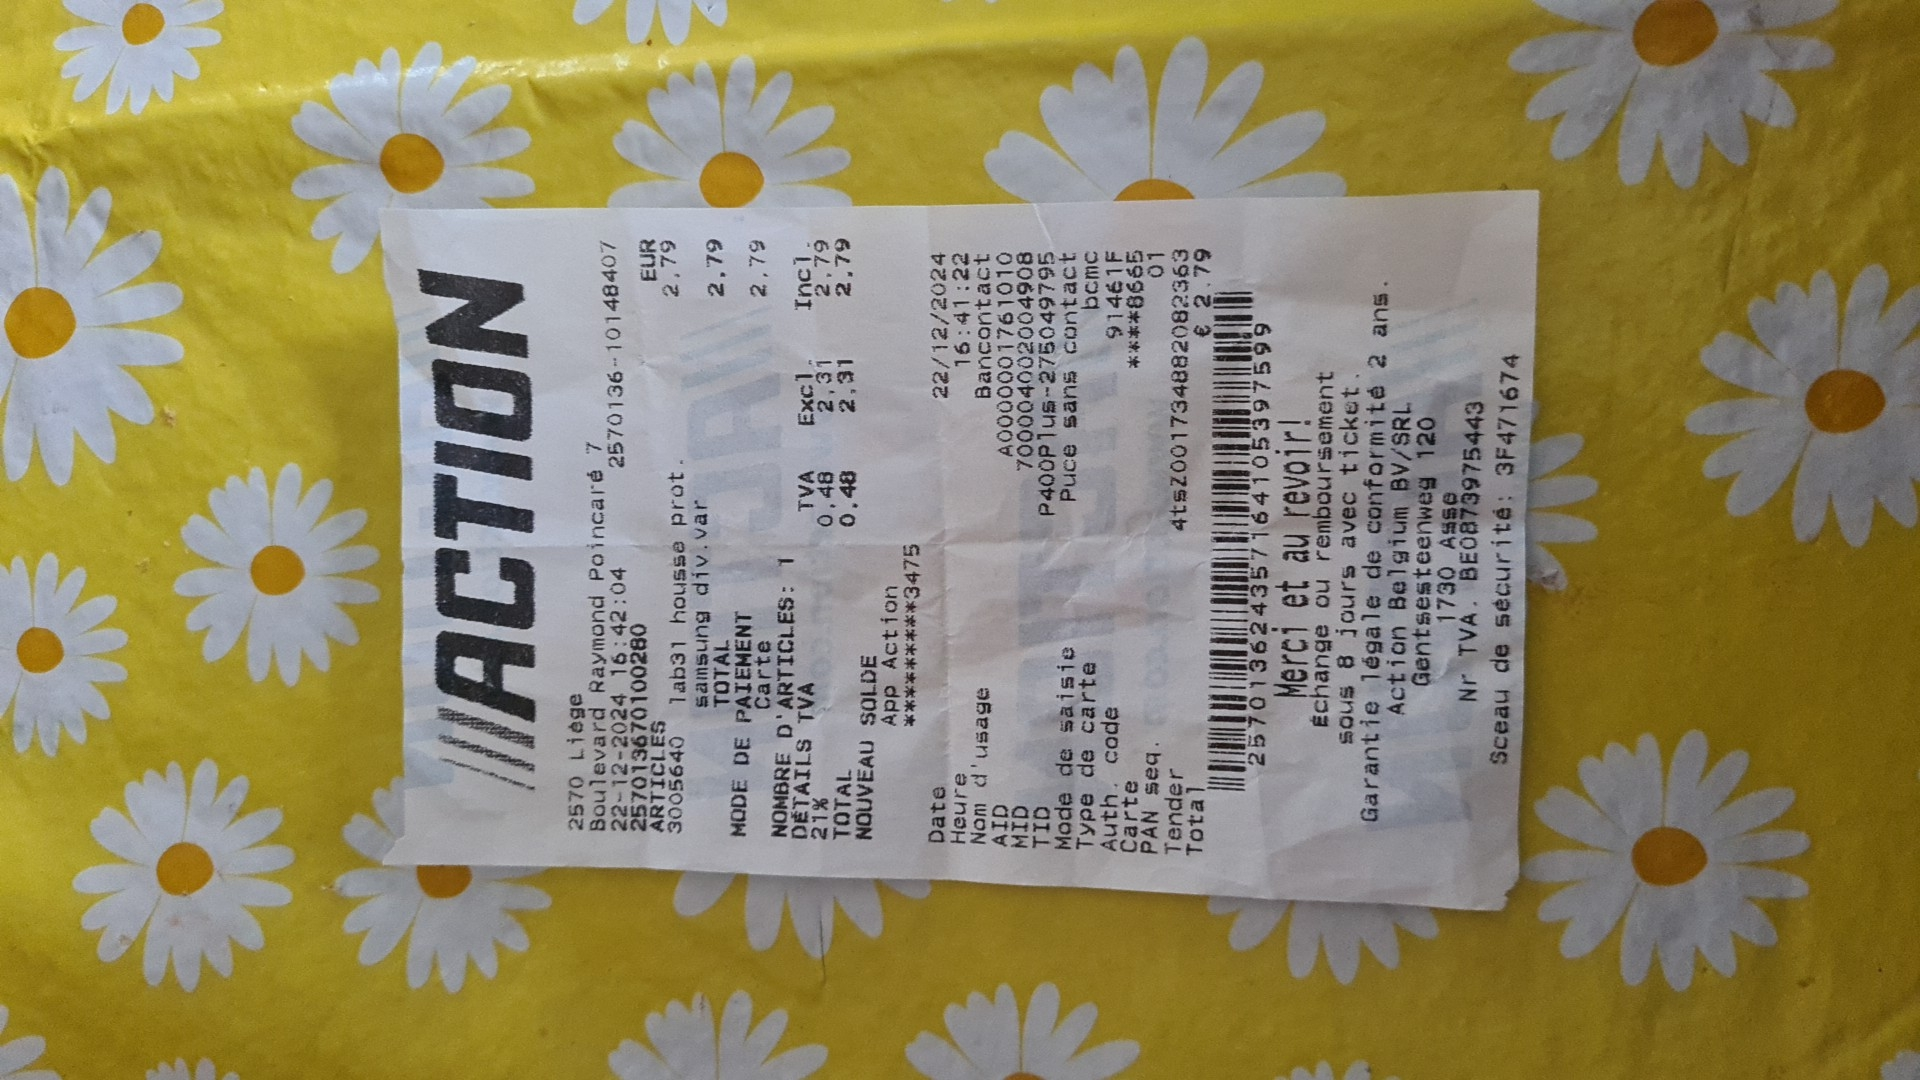 ACTION
2570 Liège
Boulevard Raymond Poincaré 7
22-12-2024 16:42:04 2570136-10148407
257013670100280
ARTICLES EUR
3005640 lab31 housse prot. 2,79
samsung div.var
TOTAL 2,79
MODE DE PAIEMENT
Carte 2,79
NOMBRE D'ARTICLES: 1
DÉTAILS TVA TVA Excl. Incl.
21% 0,48 2,31 2,79
TOTAL 0,48 2,31 2,79
NOUVEAU SOLDE
App Action
*********3475
Date 22/12/2024
Heure 16:41:22
Nom d'usage Bancontact
AID
MID
TID P400Plus-275049795
Mode de saisie Puce sans contact
Type de carte bcmc
Auth. code 91461F
Carte ****8665
PAN seq. 01
Tender 4tsZ001734882082363
Total € 2,79
2570136243571641053975999
Merci et au revoir!
Échange ou remboursement
sous 8 jours avec ticket.
Garantie légale de conformité 2 ans.
Action Belgium BV/SRL
Gentsesteenweg 120
1730 Asse
Nr TVA. BE0873975443
Sceau de sécurité: 3F471674